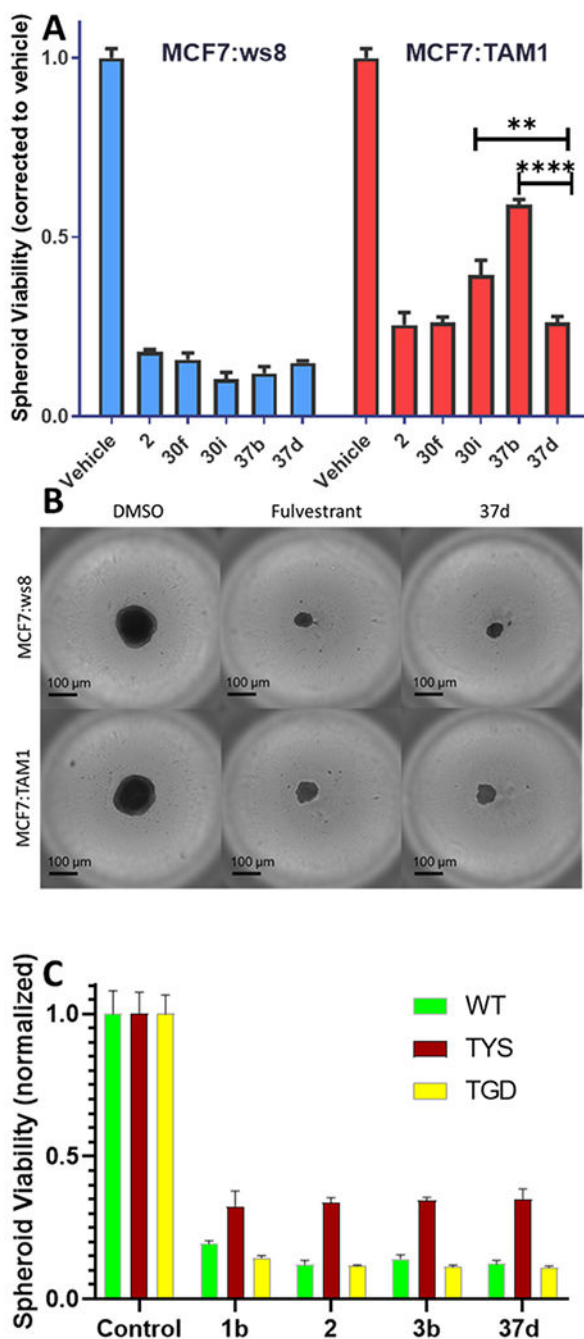 A
MCF7:ws8
MCF7:TAM1
Spheroid Viability (corrected to vehicle)
1.0
0.5
0.0
**
****
Vehicle
2
30f
30i
37b
37d
Vehicle
2
30f
30i
37b
37d
B
DMSO
Fulvestrant
37d
MCF7:ws8
100 µm
100 µm
100 µm
MCF7:TAM1
100 µm
100 µm
100 µm
C
Spheroid Viability (normalized)
1.0
0.5
0.0
WT
TYS
TGD
Control
1b
2
3b
37d